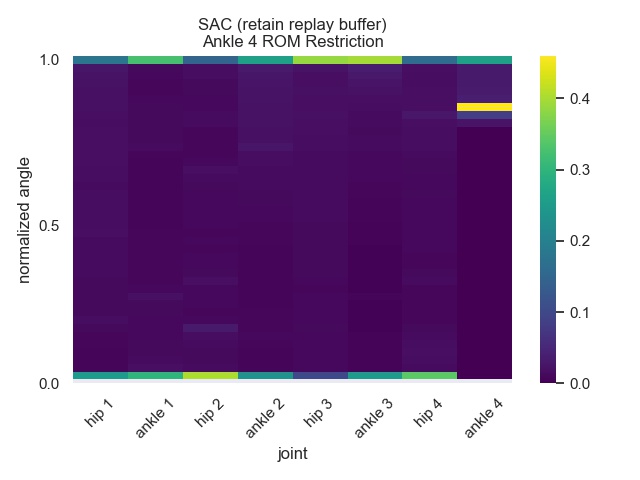 SAC (retain replay buffer)
Ankle 4 ROM Restriction
1.0
0.5
0.0
normalized angle
hip 1
ankle 1
hip 2
ankle 2
hip 3
ankle 3
hip 4
ankle 4
joint
0.4
0.3
0.2
0.1
0.0